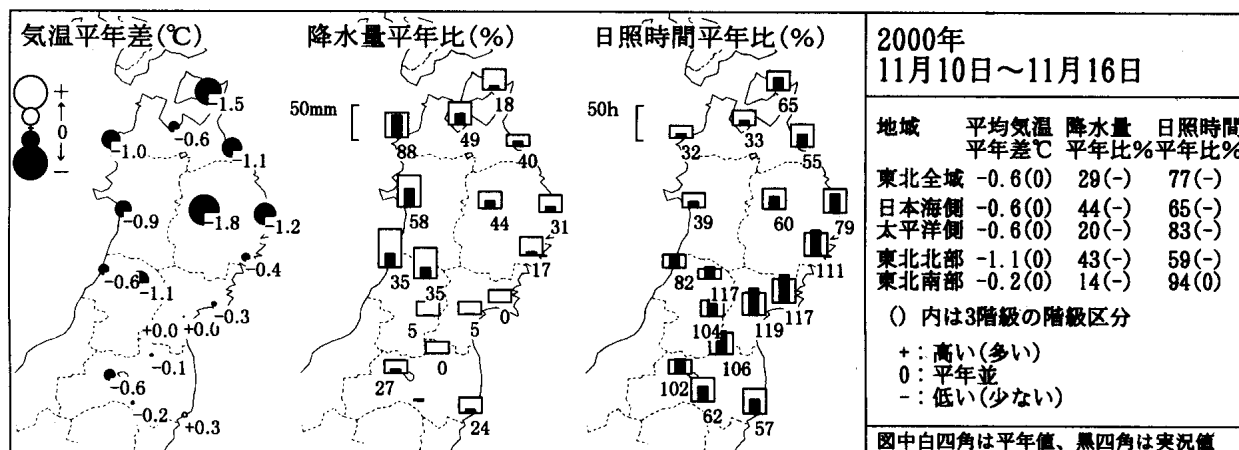 気温平年差(℃)
+
↑
0
↓
−
−1.5
−0.6
−1.0
−1.1
−0.9
−1.8
−1.2
−0.4
−0.6
−1.1
−0.3
+0.0
+0.0
−0.1
−0.6
−0.2
+0.3
降水量平年比(%)
50mm
18
49
88
40
58
44
31
17
35
35
0
5
5
0
27
24
日照時間平年比(%)
50h
65
33
32
55
39
60
79
111
82
117
117
104
119
106
102
62
57
2000年
11月10日～11月16日
地域 平均気温 降水量 日照時間
平年差℃ 平年比% 平年比%
東北全域 −0.6(0) 29(-) 77(-)
日本海側 −0.6(0) 44(-) 65(-)
太平洋側 −0.6(0) 20(-) 83(-)
東北北部 −1.1(0) 43(-) 59(-)
東北南部 −0.2(0) 14(-) 94(0)
() 内は3階級の階級区分
+：高い(多い)
0：平年並
-：低い(少ない)
図中白四角は平年値、黒四角は実況値